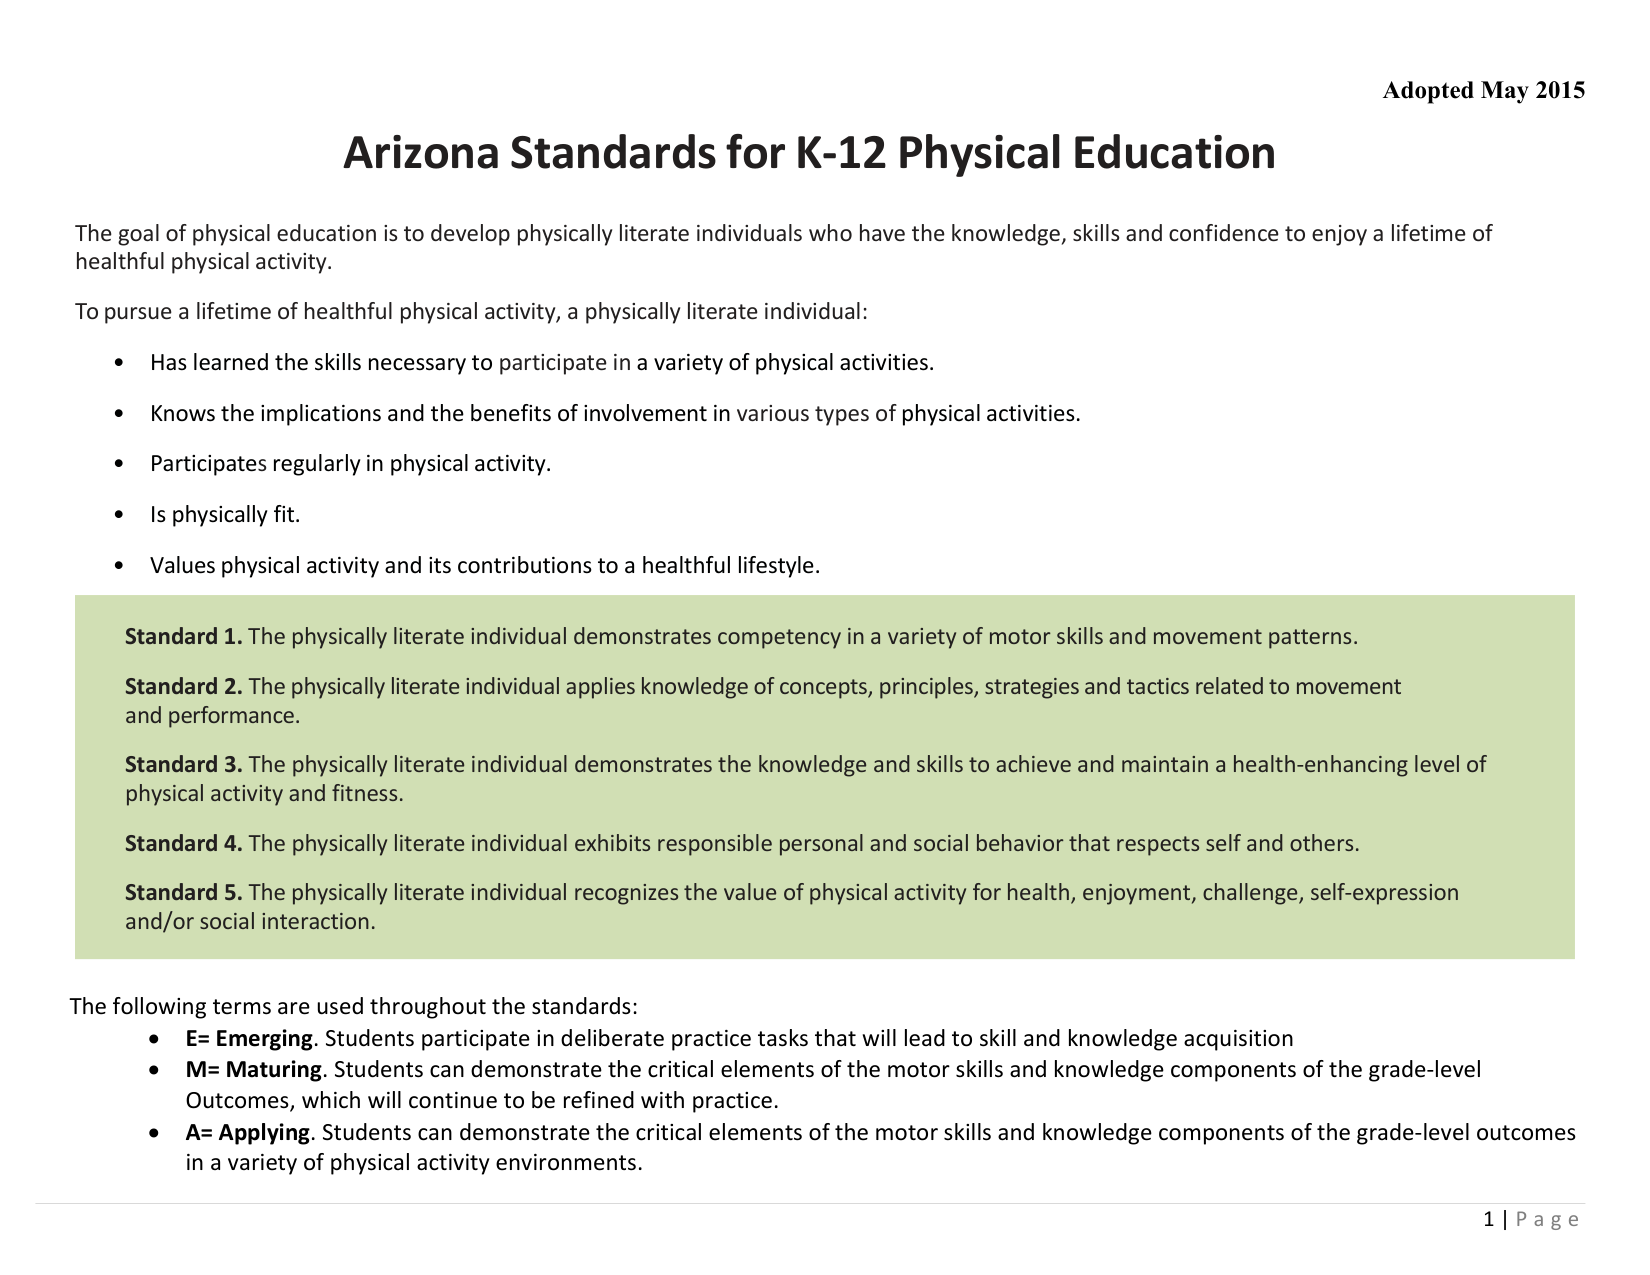 Adopted May 2015
Arizona Standards for K-12 Physical Education
The goal of physical education is to develop physically literate individuals who have the knowledge, skills and confidence to enjoy a lifetime of
healthful physical activity.
To pursue a lifetime of healthful physical activity, a physically literate individual:
• Has learned the skills necessary to participate in a variety of physical activities.
• Knows the implications and the benefits of involvement in various types of physical activities.
• Participates regularly in physical activity.
• Is physically fit.
• Values physical activity and its contributions to a healthful lifestyle.
Standard 1. The physically literate individual demonstrates competency in a variety of motor skills and movement patterns.
Standard 2. The physically literate individual applies knowledge of concepts, principles, strategies and tactics related to movement
and performance.
Standard 3. The physically literate individual demonstrates the knowledge and skills to achieve and maintain a health-enhancing level of
physical activity and fitness.
Standard 4. The physically literate individual exhibits responsible personal and social behavior that respects self and others.
Standard 5. The physically literate individual recognizes the value of physical activity for health, enjoyment, challenge, self-expression
and/or social interaction.
The following terms are used throughout the standards:
• E= Emerging. Students participate in deliberate practice tasks that will lead to skill and knowledge acquisition
• M= Maturing. Students can demonstrate the critical elements of the motor skills and knowledge components of the grade-level
Outcomes, which will continue to be refined with practice.
• A= Applying. Students can demonstrate the critical elements of the motor skills and knowledge components of the grade-level outcomes
in a variety of physical activity environments.
1 | Page